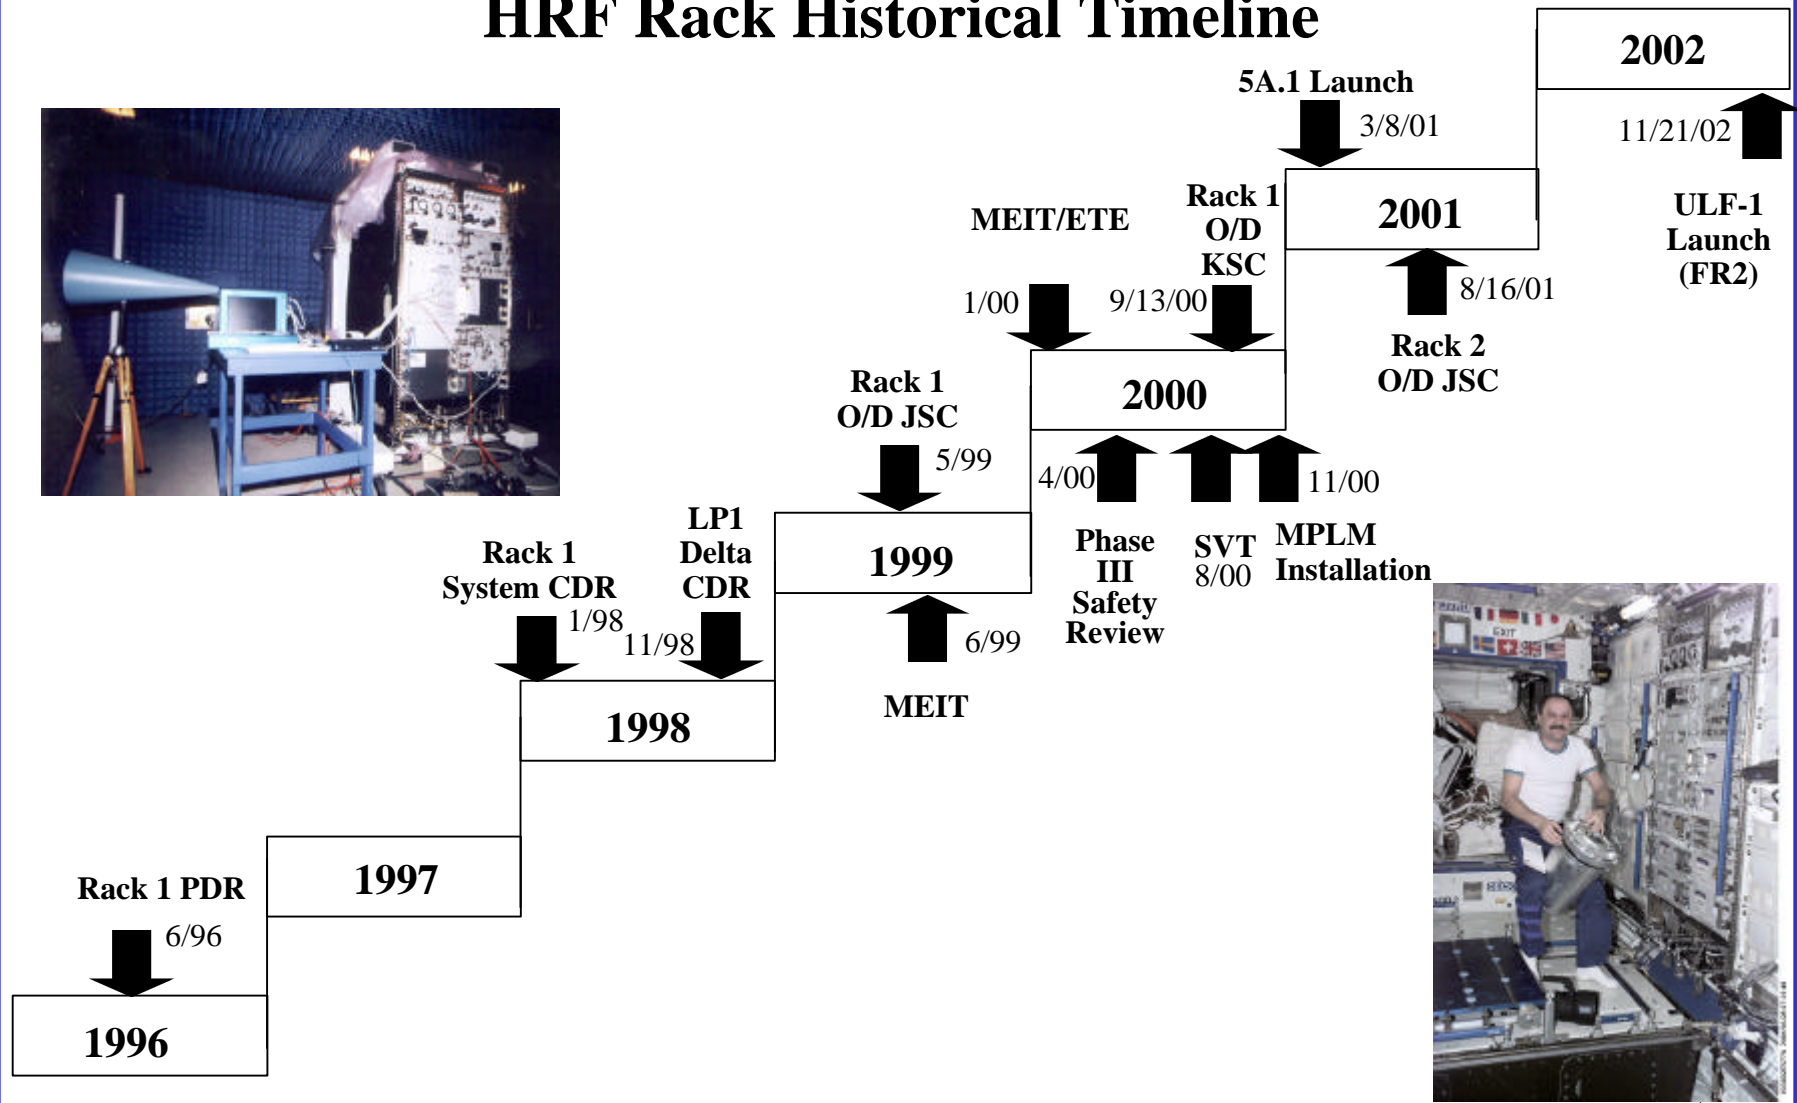 HRF Rack Historical Timeline
2002
5A.1 Launch
3/8/01
11/21/02
ULF-1
Launch
(FR2)
2001
8/16/01
Rack 2
O/D JSC
MEIT/ETE
1/00
Rack 1
O/D
KSC
9/13/00
2000
4/00
Phase
III
Safety
Review
SVT
8/00
11/00
MPLM
Installation
Rack 1
O/D JSC
5/99
1999
6/99
MEIT
Rack 1
System CDR
1/98
LP1
Delta
CDR
11/98
1998
1997
Rack 1 PDR
6/96
1996
EXIT